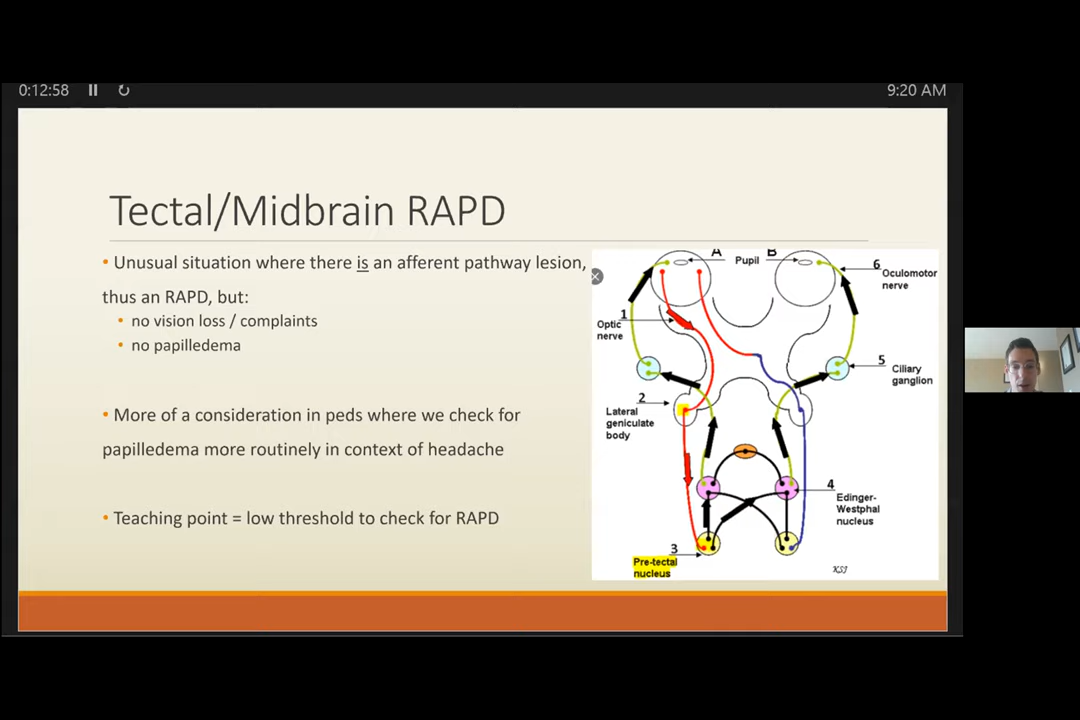 0:12:58
9:20 AM
Tectal/Midbrain RAPD
• Unusual situation where there is an afferent pathway lesion,
thus an RAPD, but:
• no vision loss / complaints
• no papilledema
• More of a consideration in peds where we check for
papilledema more routinely in context of headache
• Teaching point = low threshold to check for RAPD
A
Pupil
B
6
Oculomotor
nerve
1
Optic
nerve
5
Ciliary
ganglion
2
Lateral
geniculate
body
4
Edinger-
Westphal
nucleus
3
Pre-tectal
nucleus
KSJ